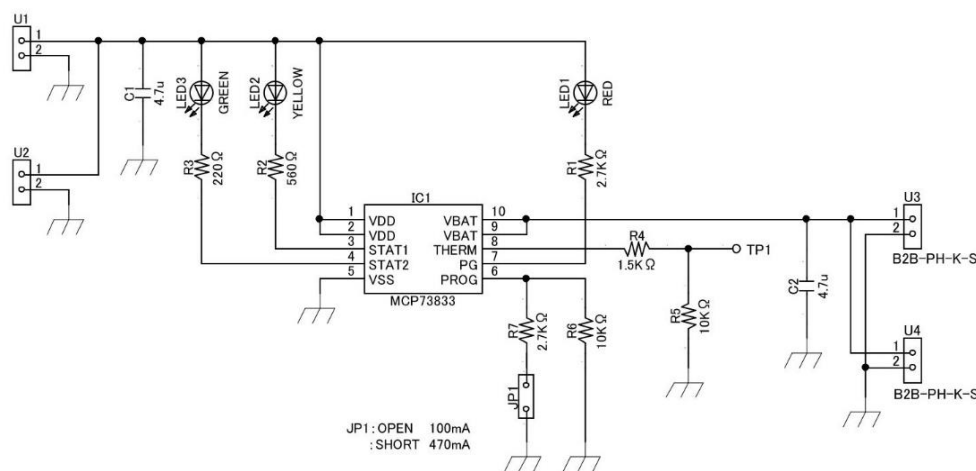 U1
1
2
U2
1
2
C1
4.7u
LED3
GREEN
R3
220Ω
LED2
YELLOW
R2
560Ω
LED1
RED
R1
2.7KΩ
IC1
1 VDD VBAT 10
2 VDD VBAT 9
3 STAT1 THERM 8
4 STAT2 PG 7
5 VSS PROG 6
MCP73833
R4
1.5KΩ
TP1
R5
10KΩ
R7
2.7KΩ
R6
10KΩ
JP1
JP1:OPEN 100mA
:SHORT 470mA
C2
4.7u
U3
1
2
B2B-PH-K-S
U4
1
2
B2B-PH-K-S